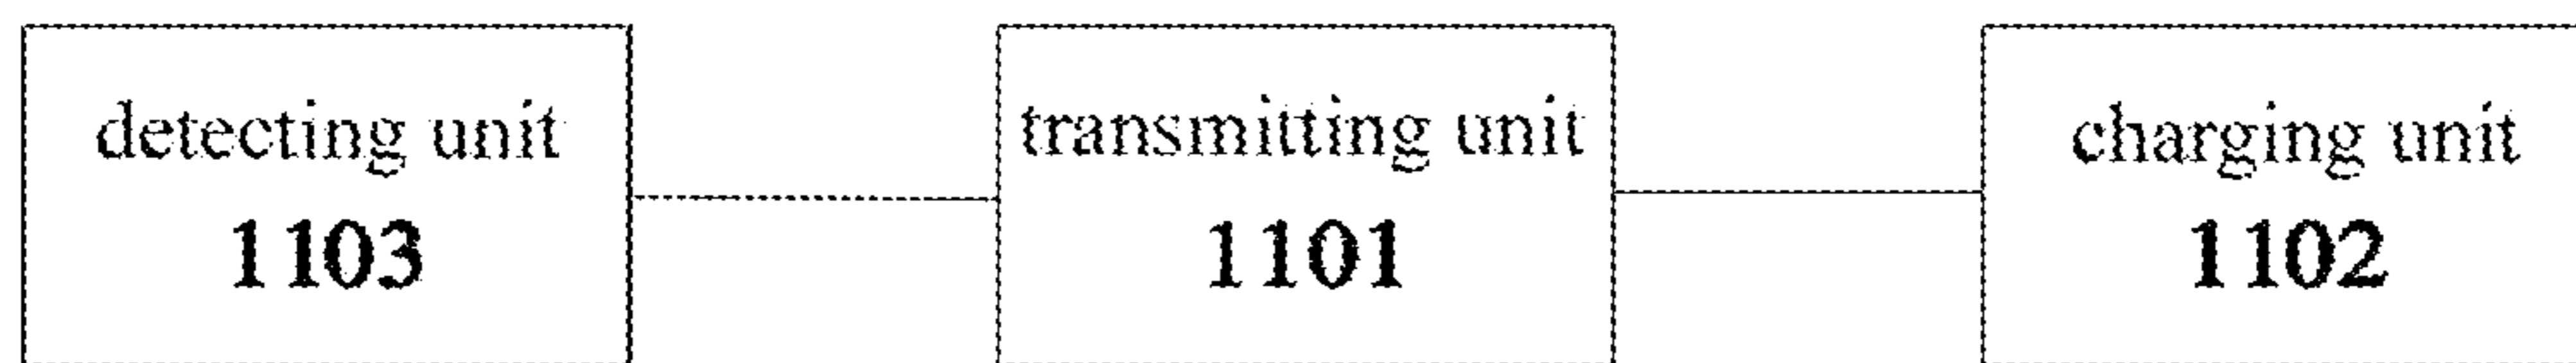 detecting unit
1103
transmitting unit
1101
charging unit
1102